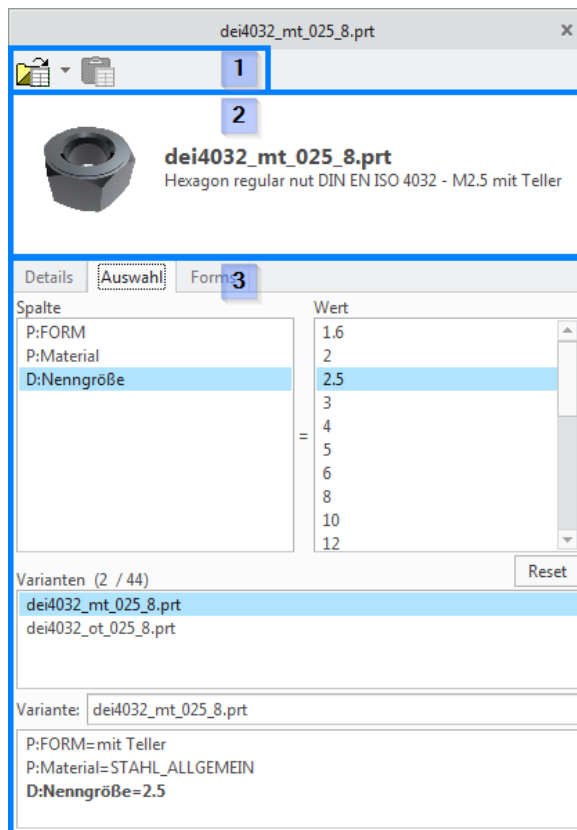 dei4032_mt_025_8.prt
1
2
dei4032_mt_025_8.prt
Hexagon regular nut DIN EN ISO 4032 - M2.5 mit Teller
Details Auswahl Forms
3
Spalte
P:FORM
P:Material
D:Nenngröße
=
Wert
1.6
2
2.5
3
4
5
6
8
10
12
Reset
Varianten (2 / 44)
dei4032_mt_025_8.prt
dei4032_ot_025_8.prt
Variante: dei4032_mt_025_8.prt
P:FORM=mit Teller
P:Material=STAHL_ALLGEMEIN
D:Nenngröße=2.5